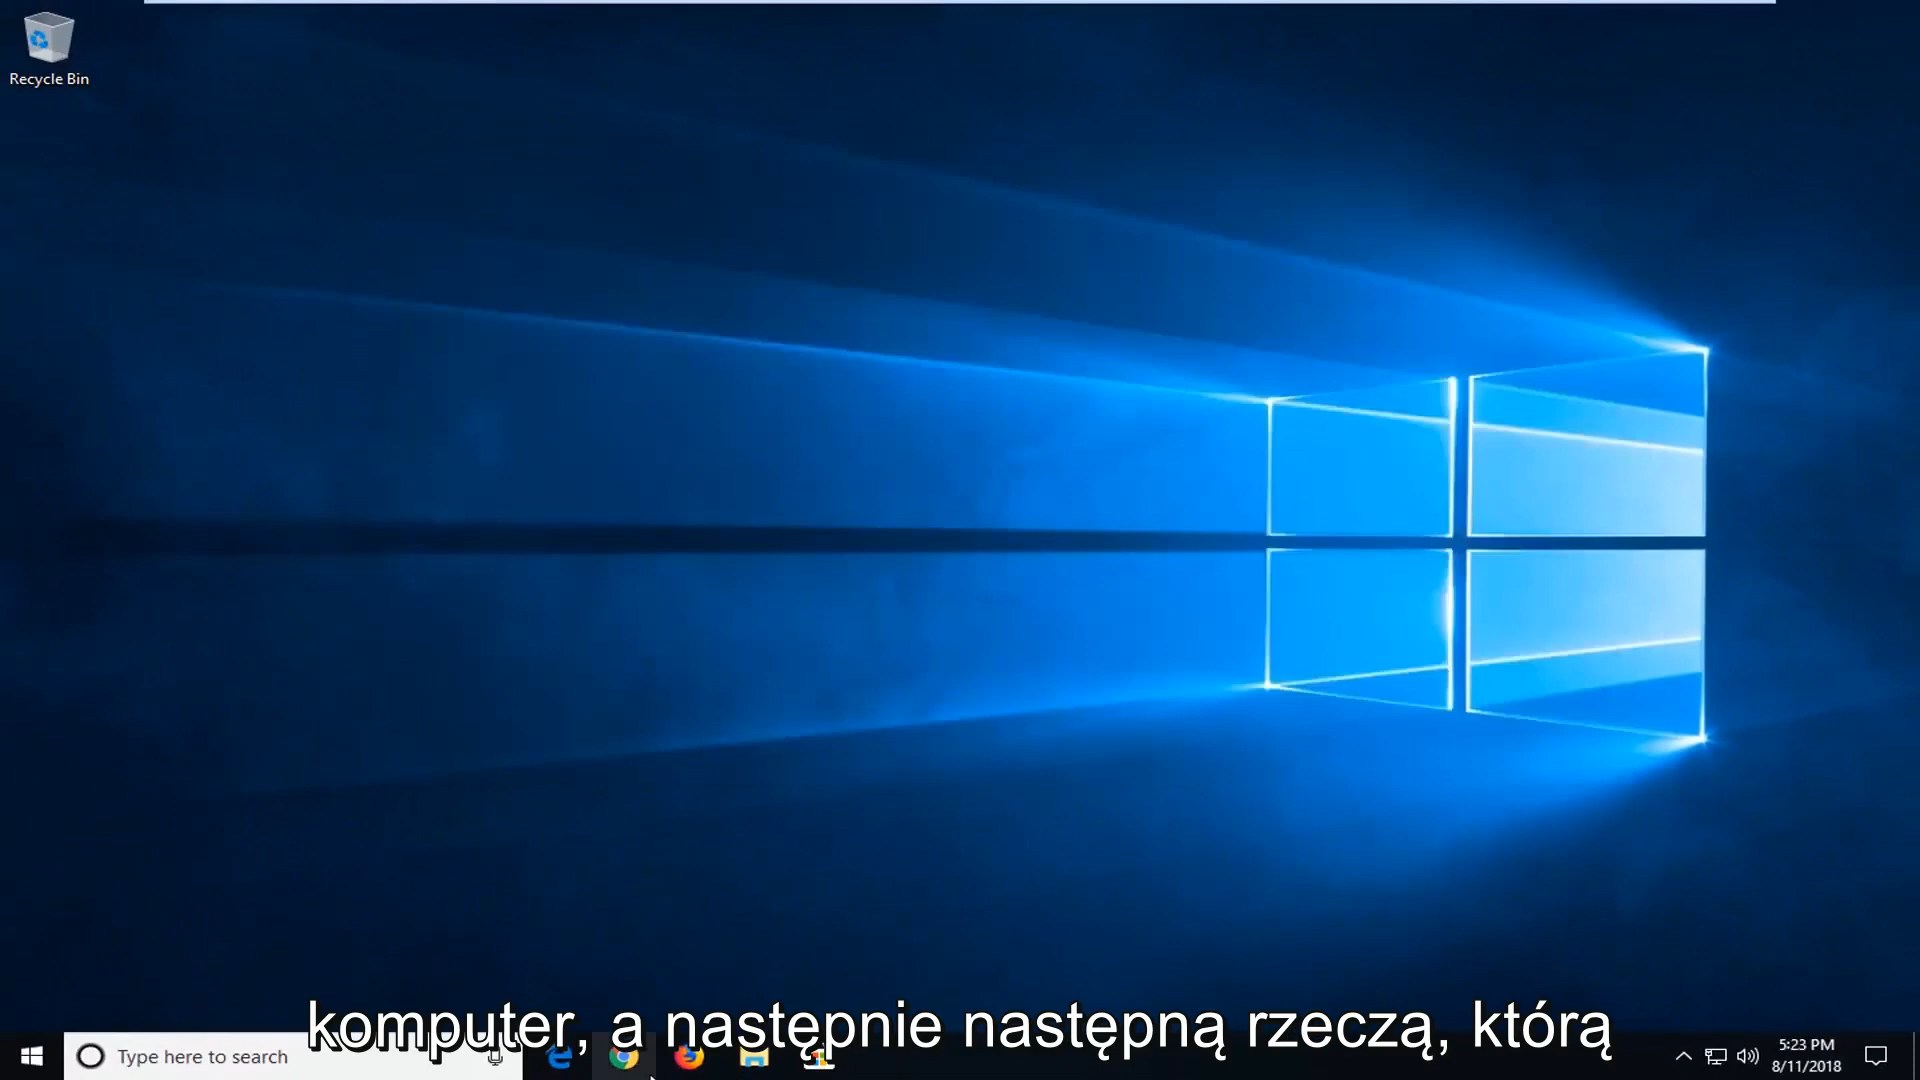 Recycle Bin
komputer, a następnie następną rzeczą, którą
Type here to search
5:23 PM
8/11/2018